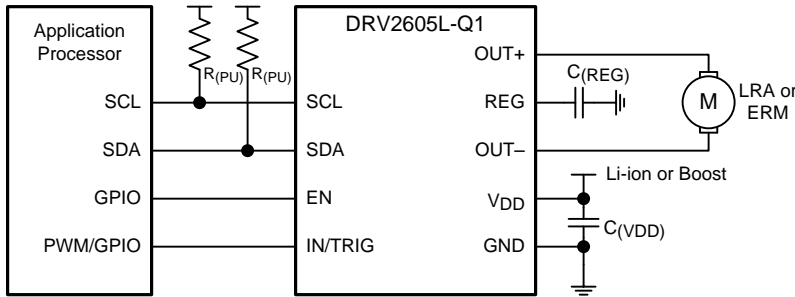 Application
Processor
SCL
SDA
GPIO
PWM/GPIO
R(PU)
R(PU)
DRV2605L-Q1
SCL
SDA
EN
IN/TRIG
OUT+
REG
OUT–
VDD
GND
C(REG)
M
LRA or
ERM
Li-ion or Boost
C(VDD)